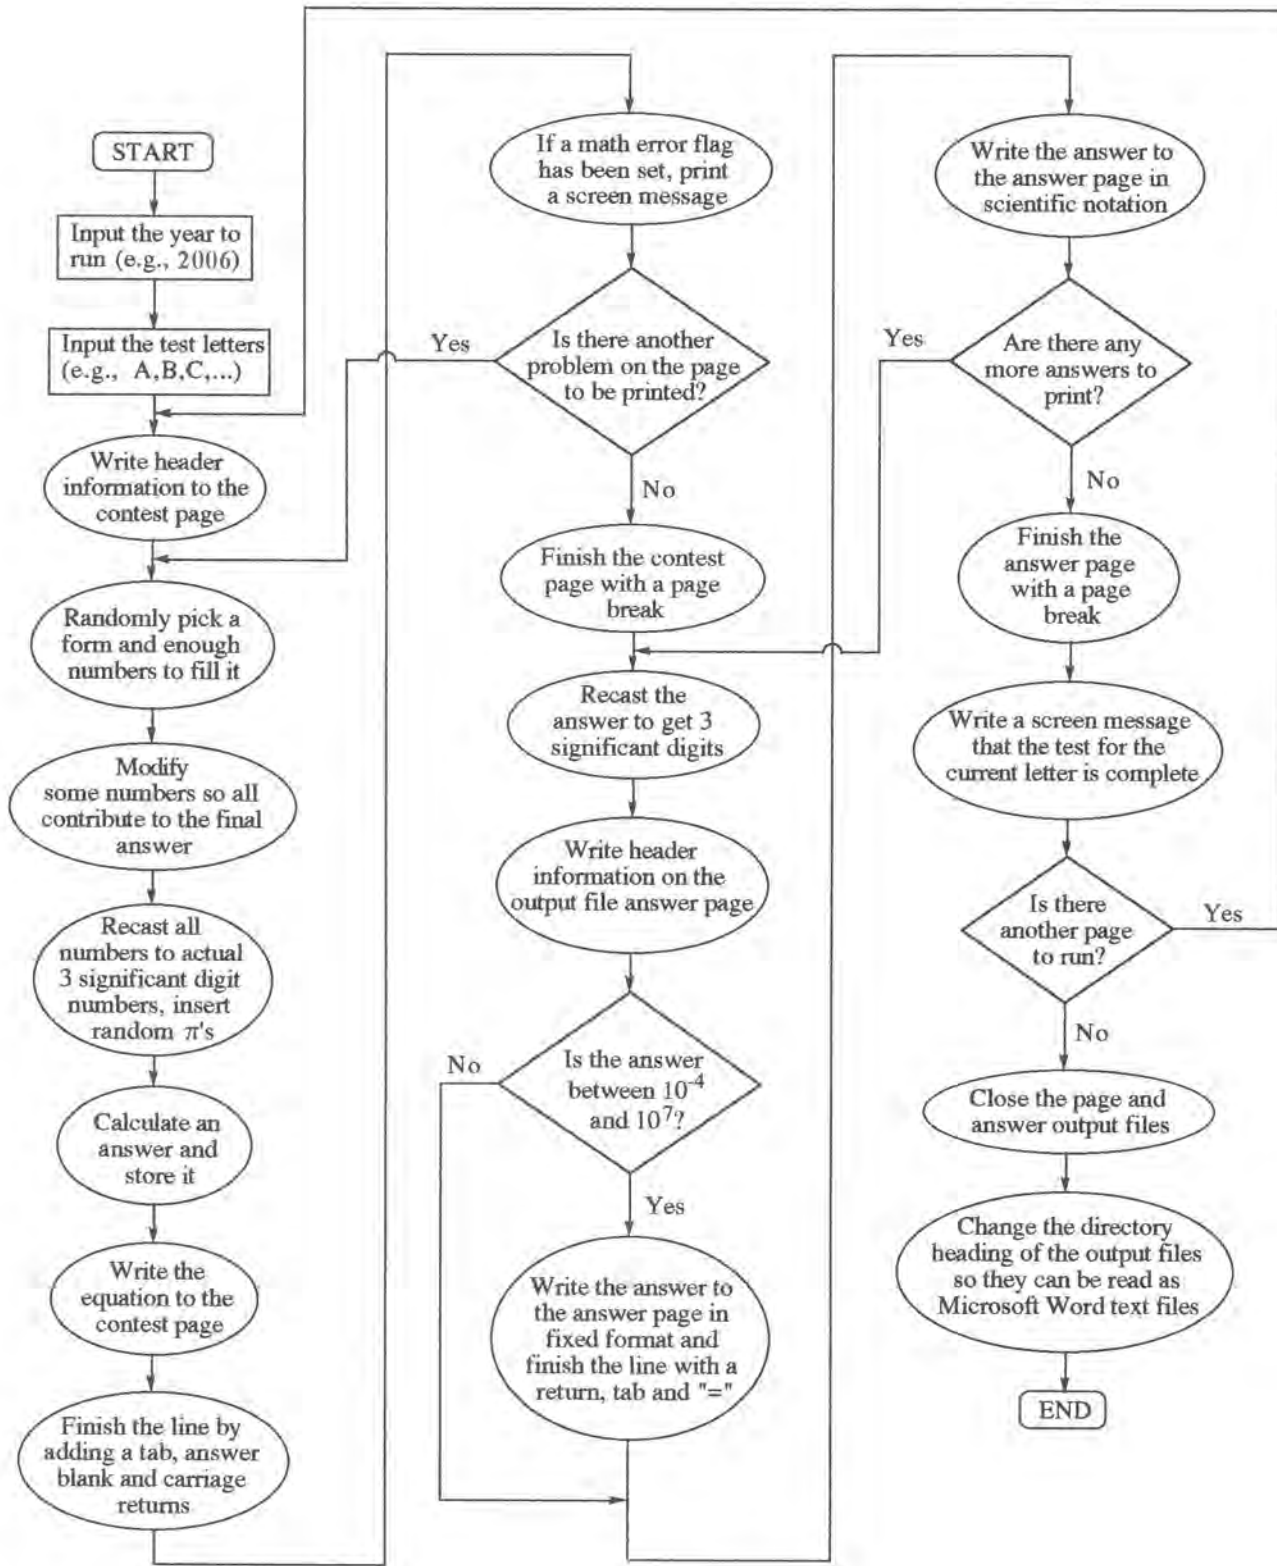 START
Input the year to
run (e.g., 2006)
Input the test letters
(e.g., A,B,C,...)
Write header
information to the
contest page
Randomly pick a
form and enough
numbers to fill it
Modify
some numbers so all
contribute to the final
answer
Recast all
numbers to actual
3 significant digit
numbers, insert
random π's
Calculate an
answer and
store it
Write the
equation to the
contest page
Finish the line by
adding a tab, answer
blank and carriage
returns
If a math error flag
has been set, print
a screen message
Yes
Is there another
problem on the page
to be printed?
No
Finish the contest
page with a page
break
Recast the
answer to get 3
significant digits
Write header
information on the
output file answer page
No
Is the answer
between 10⁻⁴
and 10⁷?
Yes
Write the answer to
the answer page in
fixed format and
finish the line with a
return, tab and "="
Write the answer to
the answer page in
scientific notation
Yes
Are there any
more answers to
print?
No
Finish the
answer page
with a page
break
Write a screen message
that the test for the
current letter is complete
Is there
another page
to run?
Yes
No
Close the page and
answer output files
Change the directory
heading of the output files
so they can be read as
Microsoft Word text files
END